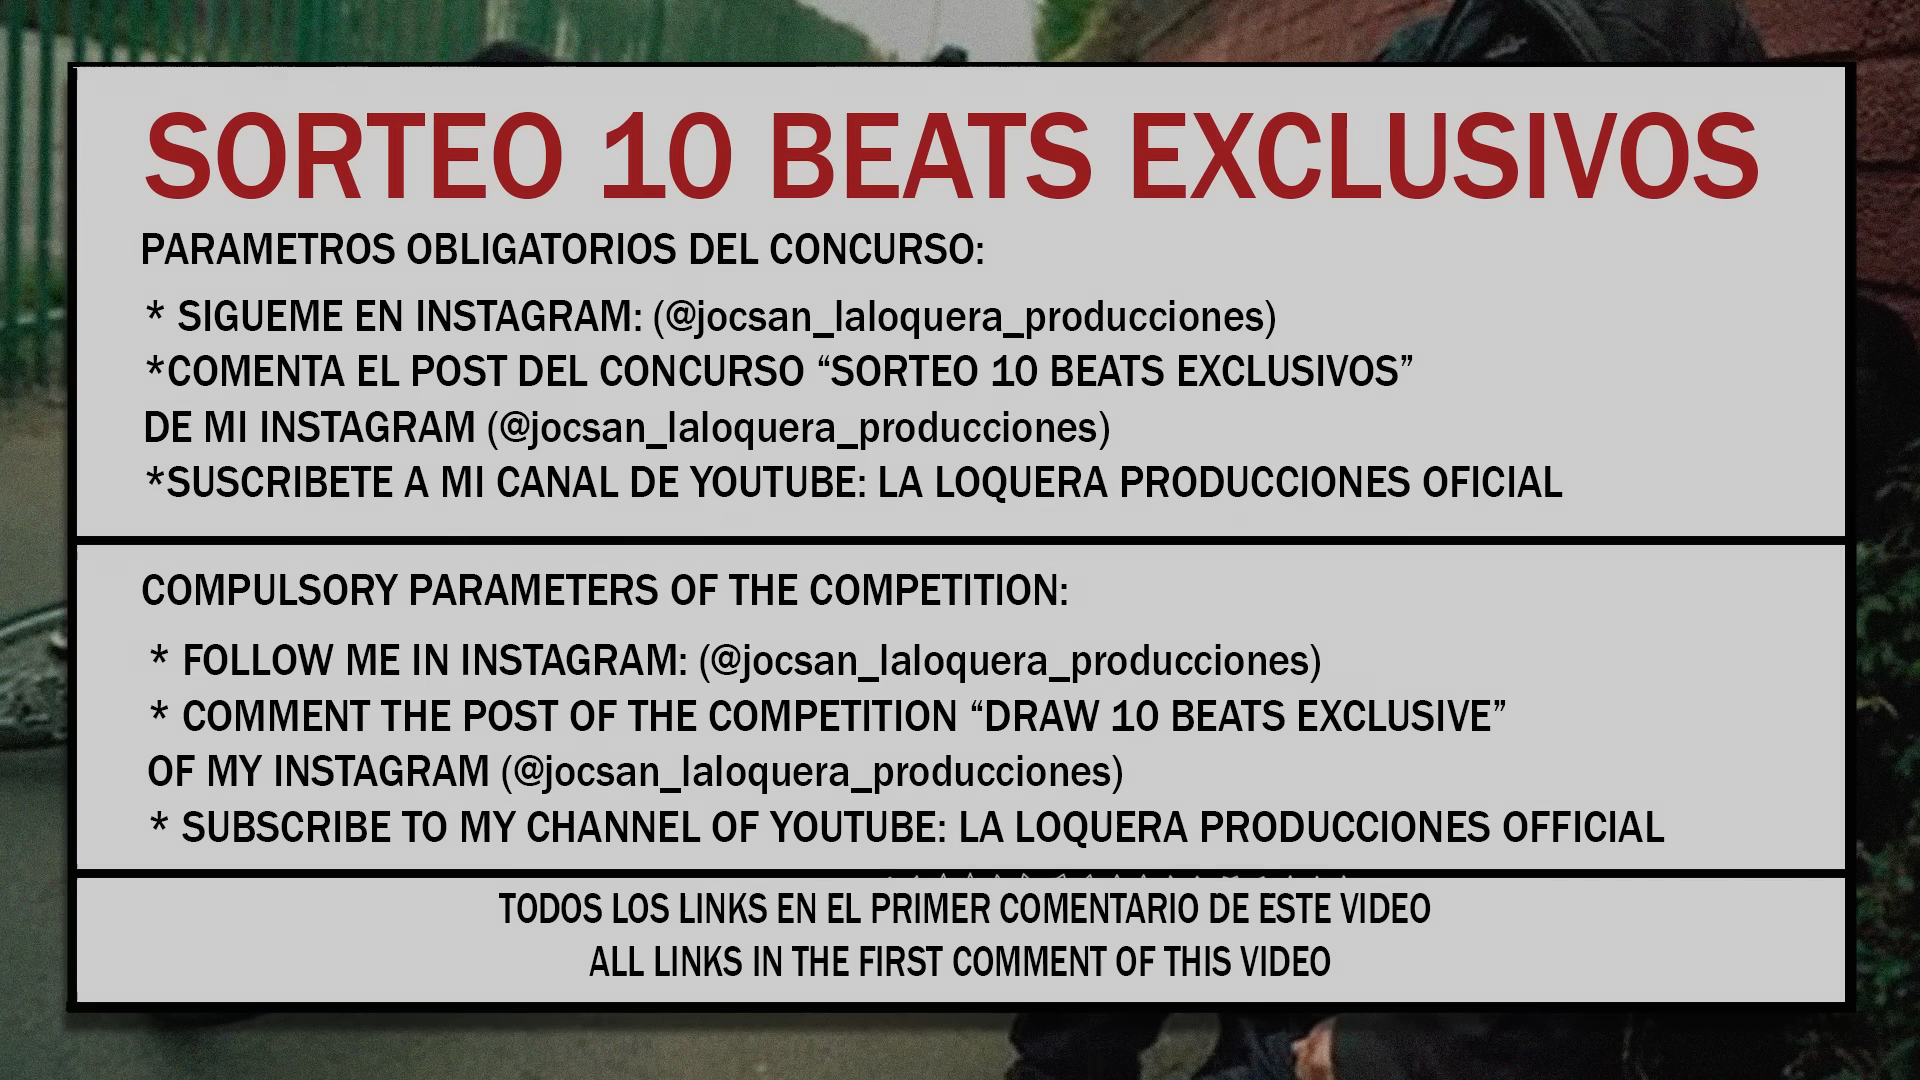 SORTEO 10 BEATS EXCLUSIVOS
PARAMETROS OBLIGATORIOS DEL CONCURSO:
* SIGUEME EN INSTAGRAM: (@jocsan_laloquera_producciones)
*COMENTA EL POST DEL CONCURSO “SORTEO 10 BEATS EXCLUSIVOS”
DE MI INSTAGRAM (@jocsan_laloquera_producciones)
*SUSCRIBETE A MI CANAL DE YOUTUBE: LA LOQUERA PRODUCCIONES OFICIAL
COMPULSORY PARAMETERS OF THE COMPETITION:
* FOLLOW ME IN INSTAGRAM: (@jocsan_laloquera_producciones)
* COMMENT THE POST OF THE COMPETITION “DRAW 10 BEATS EXCLUSIVE”
OF MY INSTAGRAM (@jocsan_laloquera_producciones)
* SUBSCRIBE TO MY CHANNEL OF YOUTUBE: LA LOQUERA PRODUCCIONES OFFICIAL
TODOS LOS LINKS EN EL PRIMER COMENTARIO DE ESTE VIDEO
ALL LINKS IN THE FIRST COMMENT OF THIS VIDEO